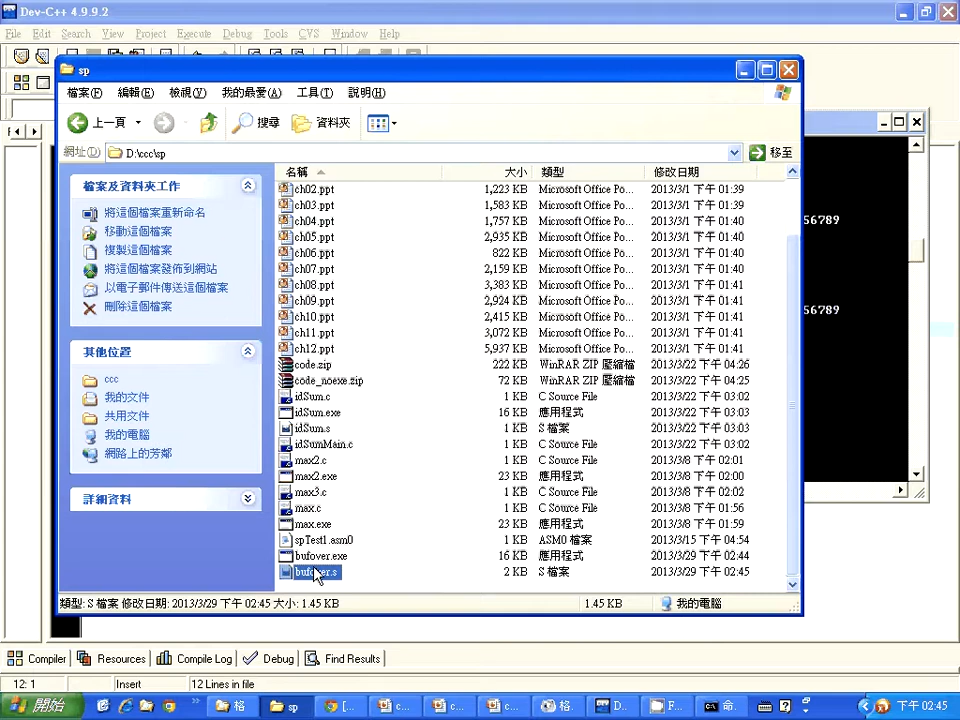 Dev-C++ 4.9.9.2
File Edit Search View Project Execute Debug Tools CVS Window Help
sp
檔案(F) 編輯(E) 檢視(V) 我的最愛(A) 工具(T) 說明(H)
上一頁 搜尋 資料夾
網址(D) D:\ccc\sp 移至
檔案及資料夾工作
將這個檔案重新命名
移動這個檔案
複製這個檔案
將這個檔案發佈到網站
以電子郵件傳送這個檔案
刪除這個檔案
其他位置
ccc
我的文件
共用文件
我的電腦
網路上的芳鄰
詳細資料
名稱 大小 類型 修改日期
ch02.ppt 1,223 KB Microsoft Office Po... 2013/3/1 下午 01:39
ch03.ppt 1,583 KB Microsoft Office Po... 2013/3/1 下午 01:39
ch04.ppt 1,757 KB Microsoft Office Po... 2013/3/1 下午 01:40
ch05.ppt 2,935 KB Microsoft Office Po... 2013/3/1 下午 01:40
ch06.ppt 822 KB Microsoft Office Po... 2013/3/1 下午 01:40
ch07.ppt 2,159 KB Microsoft Office Po... 2013/3/1 下午 01:40
ch08.ppt 3,383 KB Microsoft Office Po... 2013/3/1 下午 01:41
ch09.ppt 2,924 KB Microsoft Office Po... 2013/3/1 下午 01:41
ch10.ppt 2,415 KB Microsoft Office Po... 2013/3/1 下午 01:41
ch11.ppt 3,072 KB Microsoft Office Po... 2013/3/1 下午 01:41
ch12.ppt 5,937 KB Microsoft Office Po... 2013/3/1 下午 01:41
code.zip 222 KB WinRAR ZIP 壓縮檔 2013/3/22 下午 04:26
code_noexe.zip 72 KB WinRAR ZIP 壓縮檔 2013/3/22 下午 04:25
idSum.c 1 KB C Source File 2013/3/22 下午 03:02
idSum.exe 16 KB 應用程式 2013/3/22 下午 03:03
idSum.s 1 KB S 檔案 2013/3/22 下午 03:03
idSumMain.c 1 KB C Source File 2013/3/22 下午 03:02
max2.c 1 KB C Source File 2013/3/8 下午 02:01
max2.exe 23 KB 應用程式 2013/3/8 下午 02:00
max3.c 1 KB C Source File 2013/3/8 下午 02:02
max.c 1 KB C Source File 2013/3/8 下午 01:56
max.exe 23 KB 應用程式 2013/3/8 下午 01:59
spTest1.asm0 1 KB ASM0 檔案 2013/3/15 下午 04:54
bufover.exe 16 KB 應用程式 2013/3/29 下午 02:44
bufover.s 2 KB S 檔案 2013/3/29 下午 02:45
類型: S 檔案 修改日期: 2013/3/29 下午 02:45 大小: 1.45 KB 1.45 KB 我的電腦
56789
56789
Compiler Resources Compile Log Debug Find Results
12: 1 Insert 12 Lines in file
開始 格 sp [... c... c... c... 格... D... F... 命. 下午 02:45